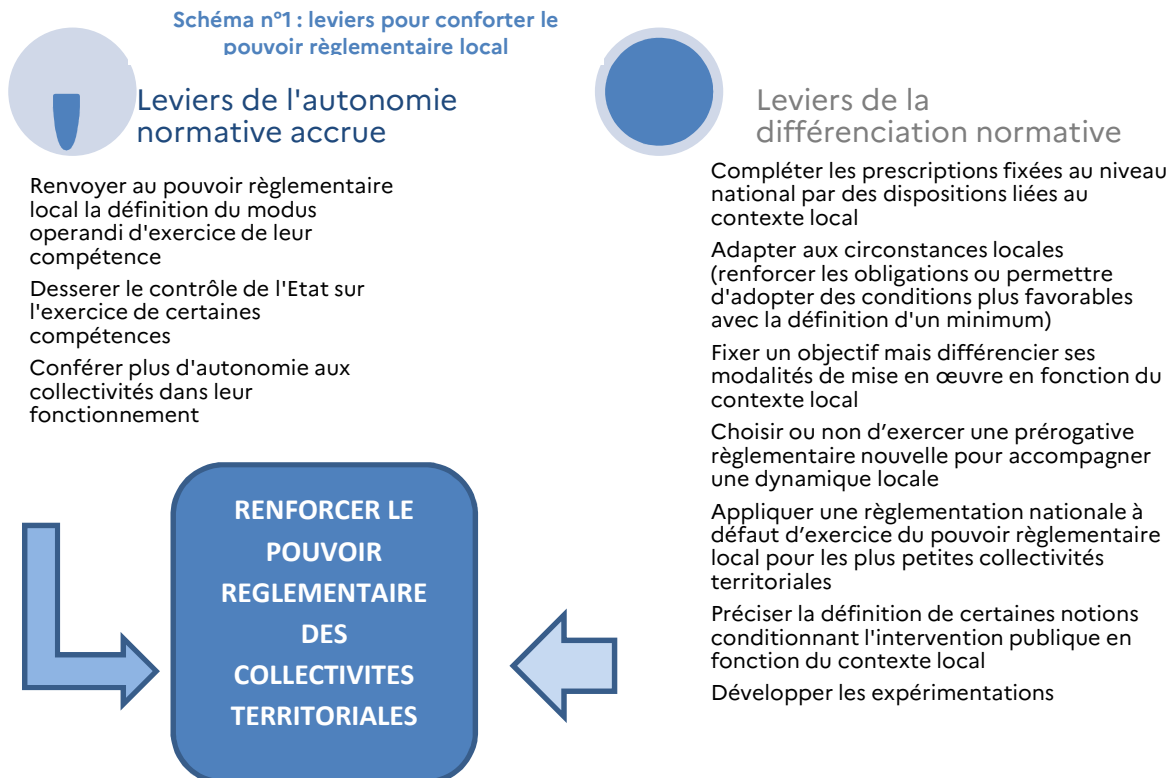 Schéma n°1 : leviers pour conforter le
pouvoir règlementaire local
Leviers de l'autonomie
normative accrue
Renvoyer au pouvoir règlementaire
local la définition du modus
operandi d'exercice de leur
compétence
Desserer le contrôle de l'Etat sur
l'exercice de certaines
compétences
Conférer plus d'autonomie aux
collectivités dans leur
fonctionnement
Leviers de la
différenciation normative
Compléter les prescriptions fixées au niveau
national par des dispositions liées au
contexte local
Adapter aux circonstances locales
(renforcer les obligations ou permettre
d'adopter des conditions plus favorables
avec la définition d'un minimum)
Fixer un objectif mais différencier ses
modalités de mise en œuvre en fonction du
contexte local
Choisir ou non d’exercer une prérogative
règlementaire nouvelle pour accompagner
une dynamique locale
Appliquer une règlementation nationale à
défaut d’exercice du pouvoir règlementaire
local pour les plus petites collectivités
territoriales
Préciser la définition de certaines notions
conditionnant l'intervention publique en
fonction du contexte local
Développer les expérimentations
RENFORCER LE
POUVOIR
REGLEMENTAIRE
DES
COLLECTIVITES
TERRITORIALES